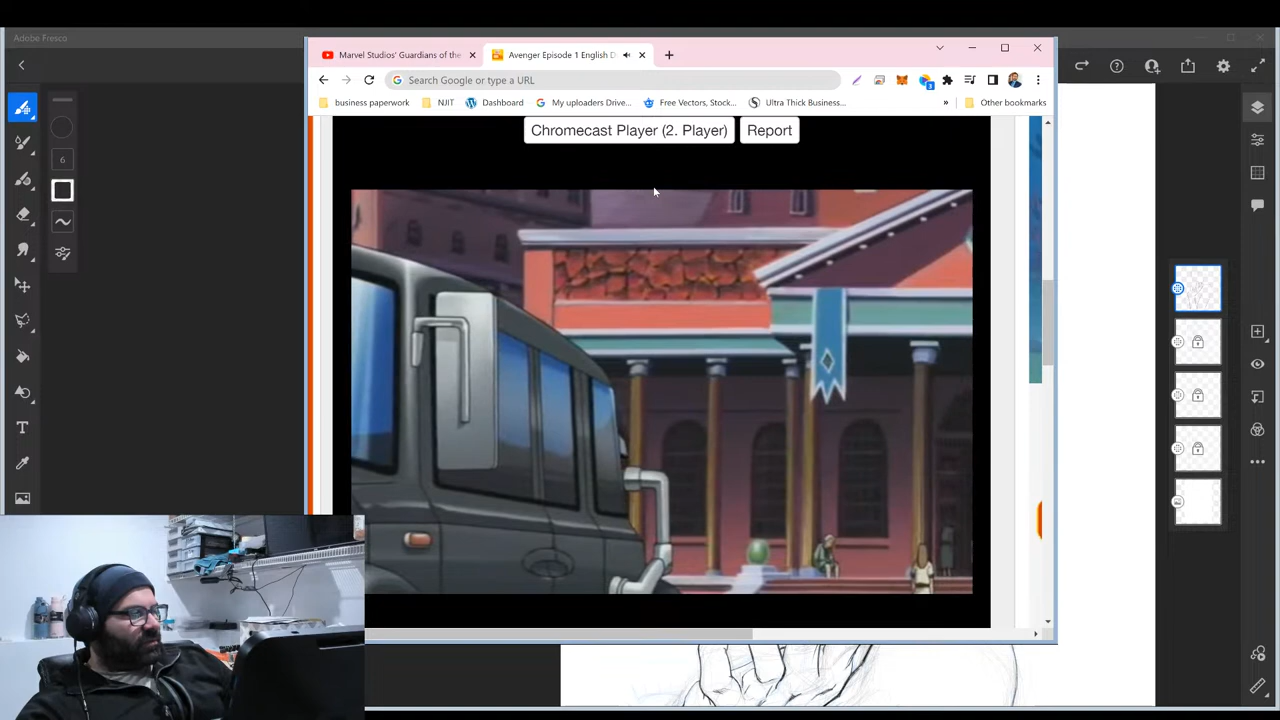 Adobe Fresco
Marvel Studios' Guardians of the
Avenger Episode 1 English D
Search Google or type a URL
business paperwork
NJIT
Dashboard
My uploaders Drive...
Free Vectors, Stock...
Ultra Thick Business...
»
Other bookmarks
3
Chromecast Player (2. Player)
Report
6